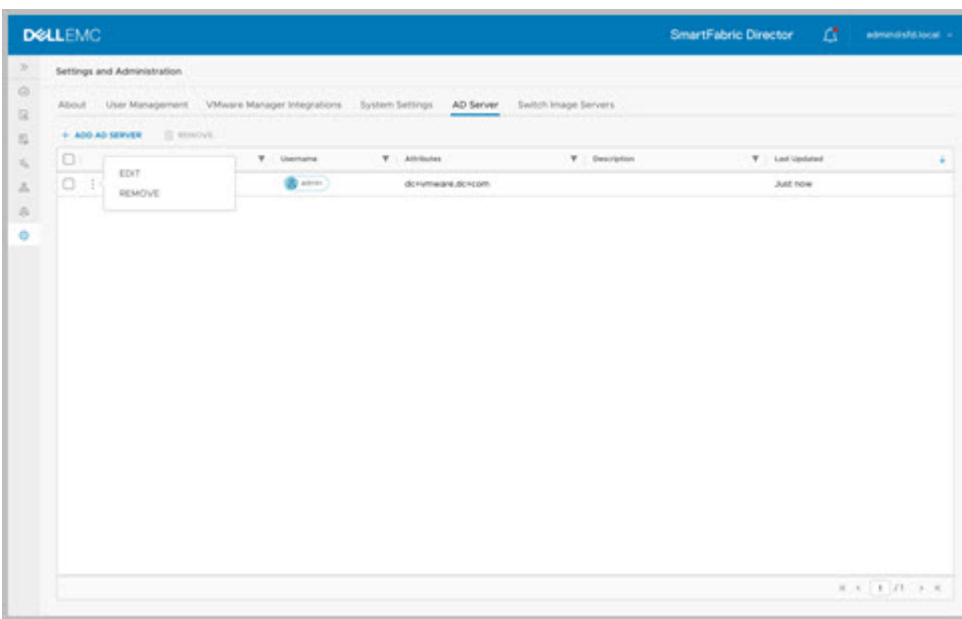 DELLEMC SmartFabric Director admin@sfd.local
Settings and Administration
About User Management VMware Manager Integrations System Settings AD Server Switch Image Servers
+ ADD AD SERVER REMOVE
Username Attributes Description Last Updated
EDIT
admin dc=vmware,dc=com Just now
REMOVE
1 / 1